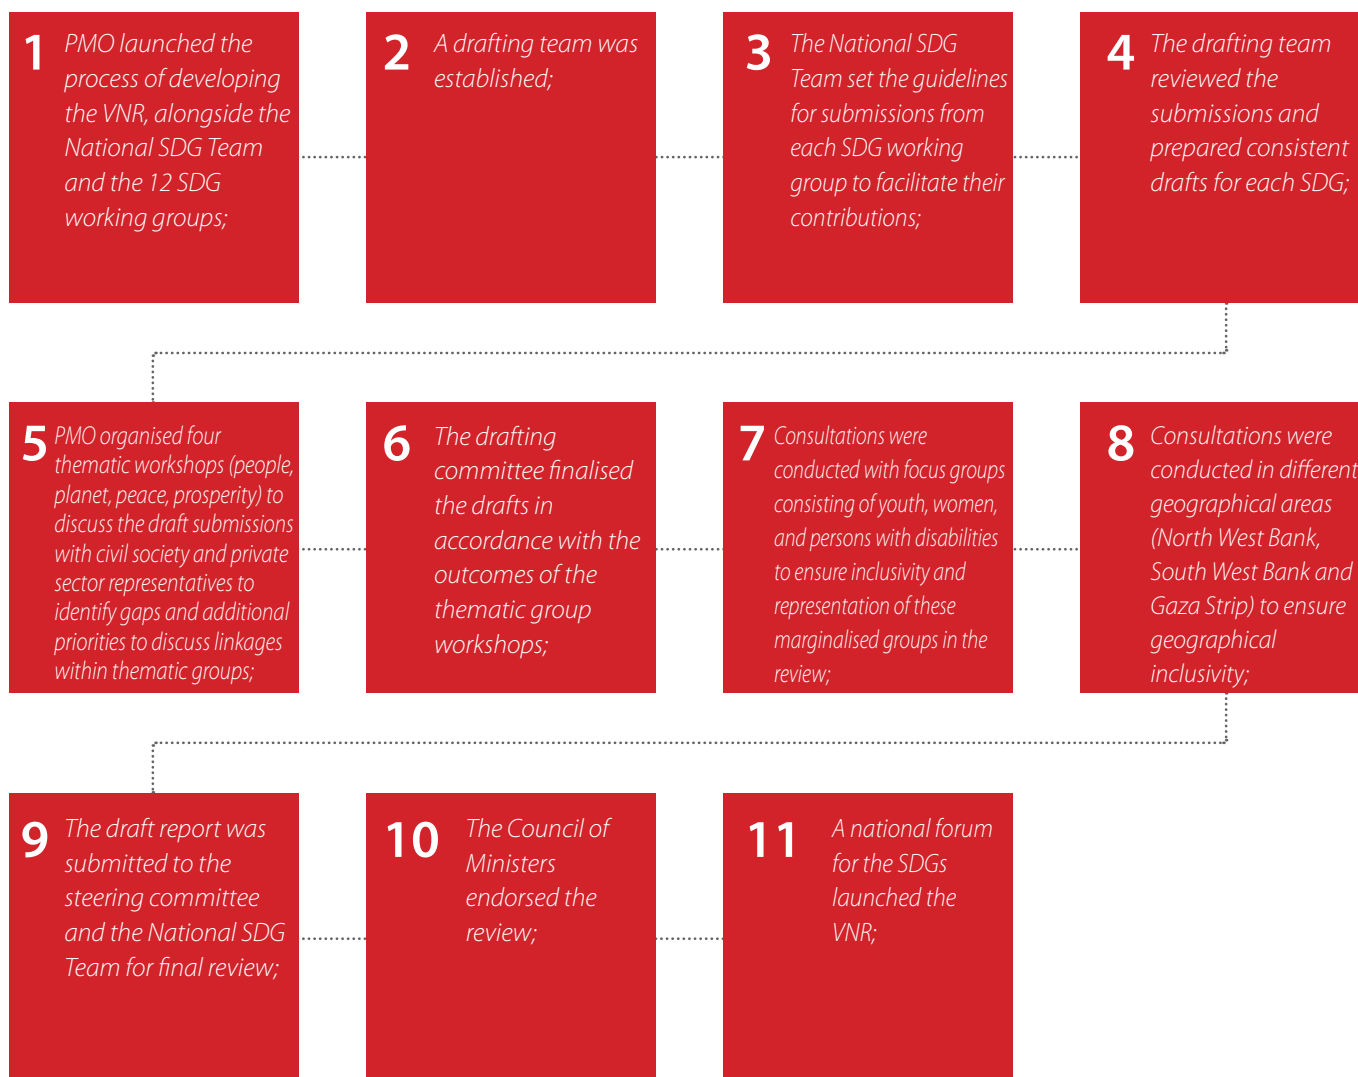 1 PMO launched the
process of developing
the VNR, alongside the
National SDG Team
and the 12 SDG
working groups;
2 A drafting team was
established;
3 The National SDG
Team set the guidelines
for submissions from
each SDG working
group to facilitate their
contributions;
4 The drafting team
reviewed the
submissions and
prepared consistent
drafts for each SDG;
5 PMO organised four
thematic workshops (people,
planet, peace, prosperity) to
discuss the draft submissions
with civil society and private
sector representatives to
identify gaps and additional
priorities to discuss linkages
within thematic groups;
6 The drafting
committee finalised
the drafts in
accordance with the
outcomes of the
thematic group
workshops;
7 Consultations were
conducted with focus groups
consisting of youth, women,
and persons with disabilities
to ensure inclusivity and
representation of these
marginalised groups in the
review;
8 Consultations were
conducted in different
geographical areas
(North West Bank,
South West Bank and
Gaza Strip) to ensure
geographical
inclusivity;
9 The draft report was
submitted to the
steering committee
and the National SDG
Team for final review;
10 The Council of
Ministers
endorsed the
review;
11 A national forum
for the SDGs
launched the
VNR;